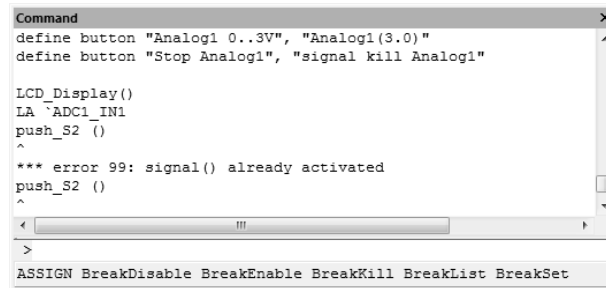 Command
define button "Analog1 0..3V", "Analog1(3.0)"
define button "Stop Analog1", "signal kill Analog1"
LCD_Display()
LA `ADC1_IN1
push_S2 ()
^
*** error 99: signal() already activated
push_S2 ()
^
>
ASSIGN BreakDisable BreakEnable BreakKill BreakList BreakSet